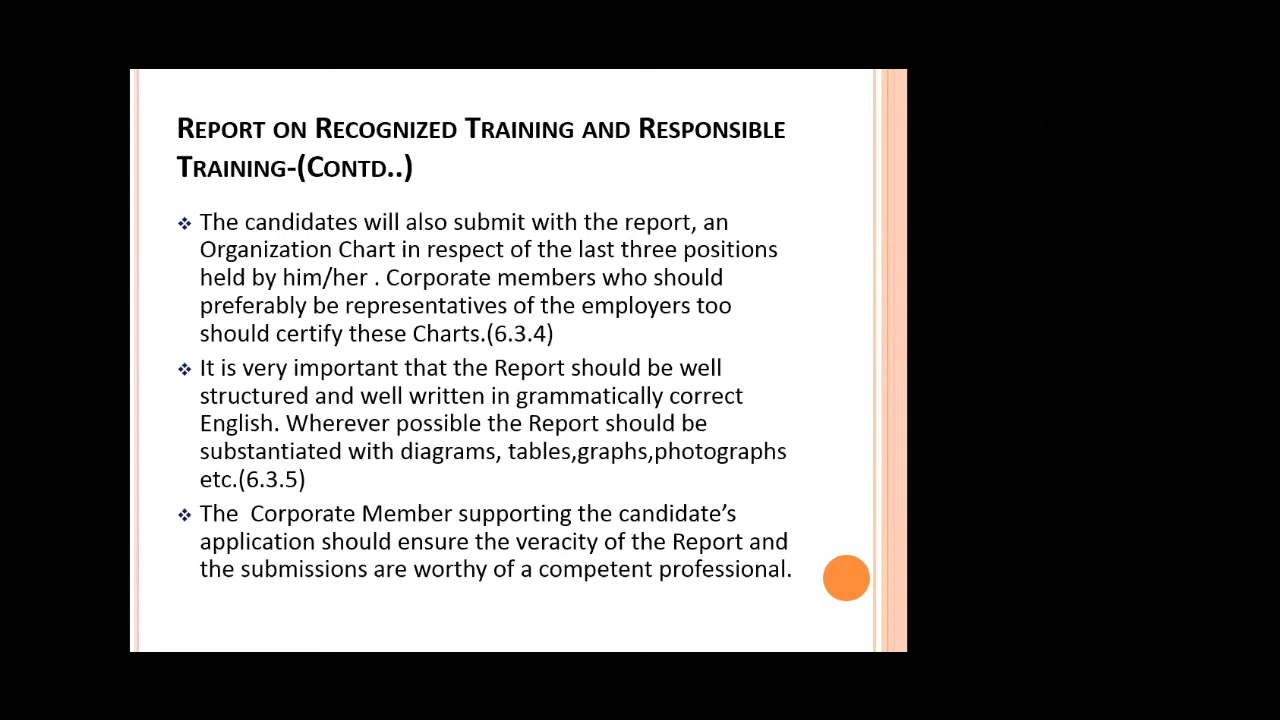 REPORT ON RECOGNIZED TRAINING AND RESPONSIBLE
TRAINING-(CONTD..)
The candidates will also submit with the report, an
Organization Chart in respect of the last three positions
held by him/her . Corporate members who should
preferably be representatives of the employers too
should certify these Charts.(6.3.4)
It is very important that the Report should be well
structured and well written in grammatically correct
English. Wherever possible the Report should be
substantiated with diagrams, tables,graphs,photographs
etc.(6.3.5)
The  Corporate Member supporting the candidate’s
application should ensure the veracity of the Report and
the submissions are worthy of a competent professional.